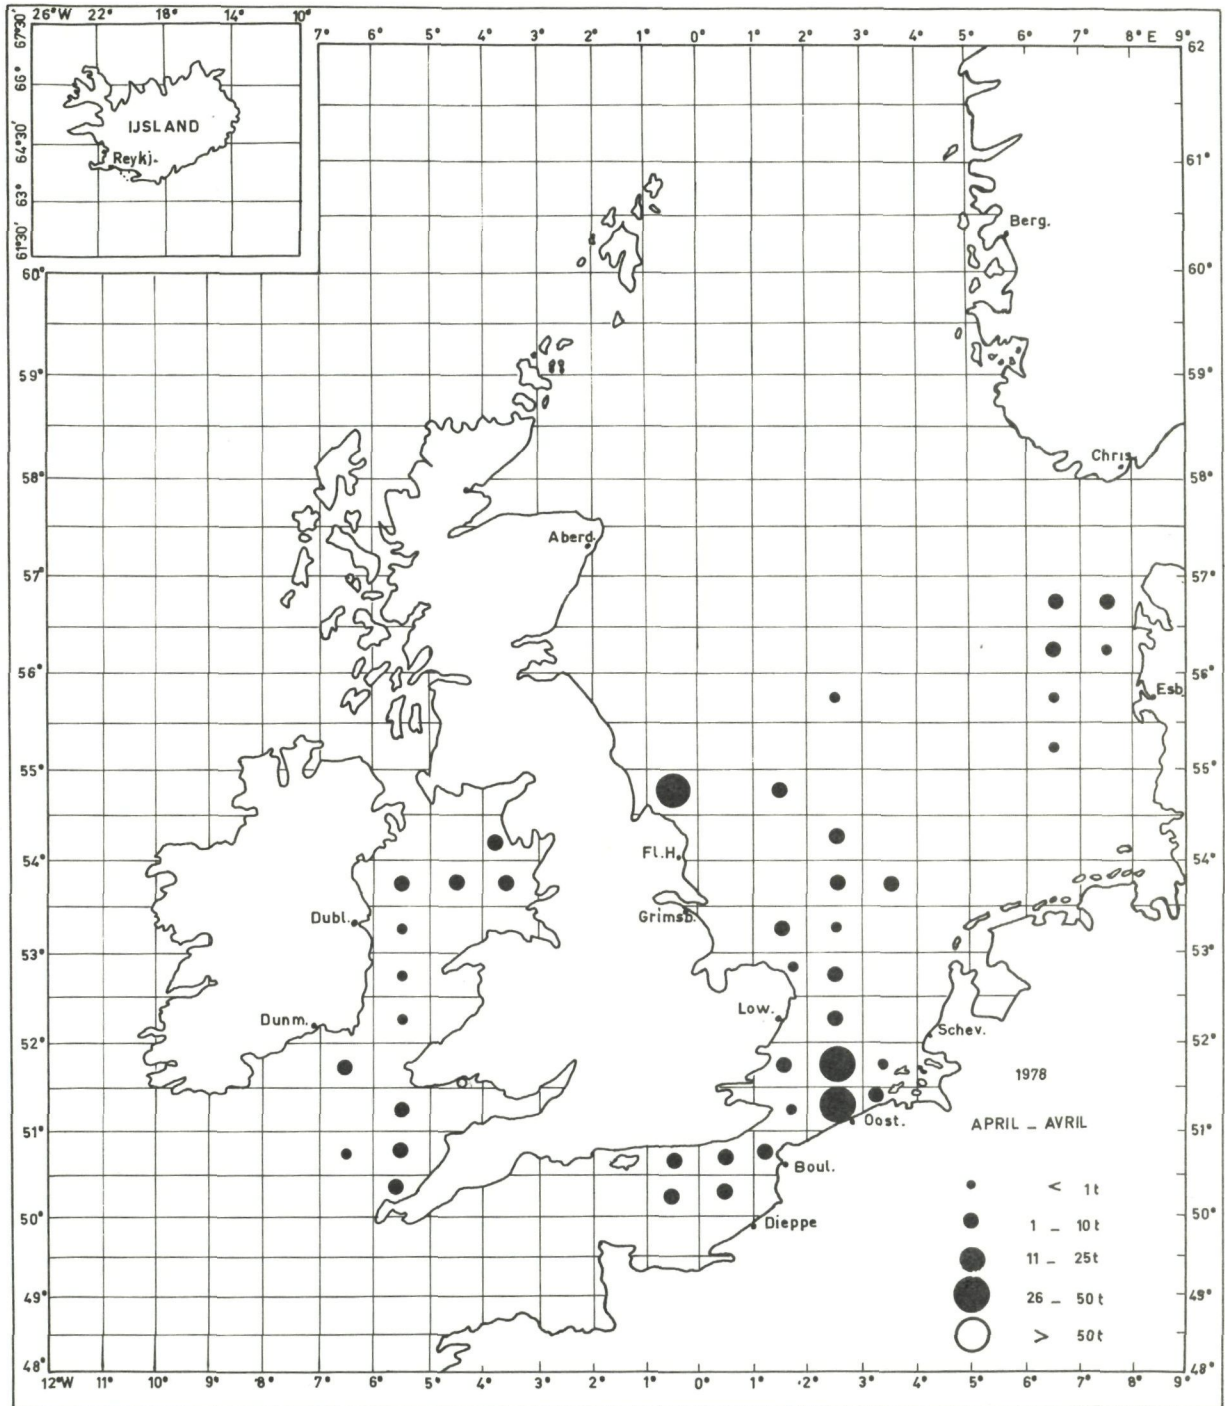 26°W 22° 18° 14° 10°
67°30'
66°
64°30'
63°
61°30'
IJSLAND
Reykj.
7° 6° 5° 4° 3° 2° 1° 0° 1° 2° 3° 4° 5° 6° 7° 8° E 9°
62
61°
60° 60°
59° 59°
58° 58°
57° 57°
56° 56°
55° 55°
54° 54°
53° 53°
52° 52°
51° 51°
50° 50°
49° 49°
48° 48°
Berg.
Chris.
Aberd.
Esb.
Fl.H.
Dubl.
Grimsb.
Low.
Dunm.
Schev.
Oost.
Boul.
Dieppe
1978
APRIL _ AVRIL
< 1 t
1 _ 10 t
11 _ 25 t
26 _ 50 t
> 50 t
12°W 10° 9° 8° 7° 6° 5° 4° 3° 2° 1° 0° 1° 2° 3° 4° 5° 6° 7° 8° 9°